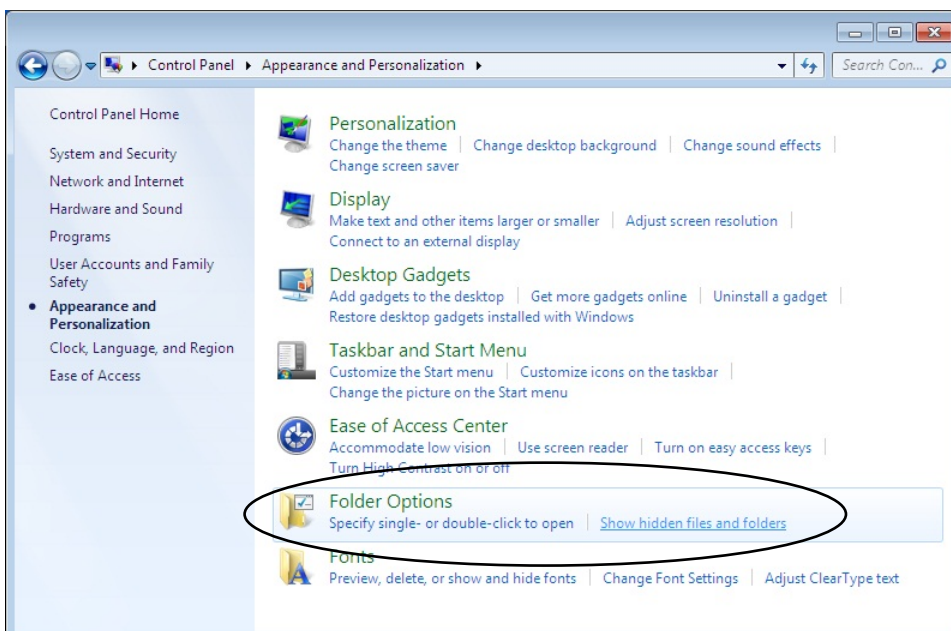 Control Panel Appearance and Personalization Search Con...
Control Panel Home
System and Security
Network and Internet
Hardware and Sound
Programs
User Accounts and Family
Safety
Appearance and
Personalization
Clock, Language, and Region
Ease of Access
Personalization
Change the theme Change desktop background Change sound effects
Change screen saver
Display
Make text and other items larger or smaller Adjust screen resolution
Connect to an external display
Desktop Gadgets
Add gadgets to the desktop Get more gadgets online Uninstall a gadget
Restore desktop gadgets installed with Windows
Taskbar and Start Menu
Customize the Start menu Customize icons on the taskbar
Change the picture on the Start menu
Ease of Access Center
Accommodate low vision Use screen reader Turn on easy access keys
Turn High Contrast on or off
Folder Options
Specify single- or double-click to open Show hidden files and folders
Fonts
Preview, delete, or show and hide fonts Change Font Settings Adjust ClearType text